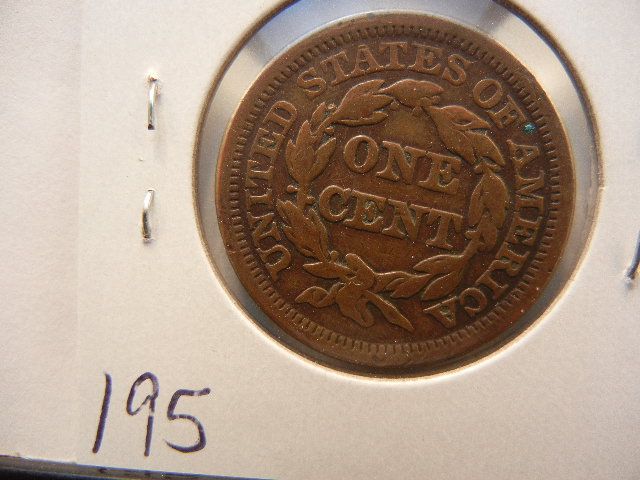 UNITED STATES OF AMERICA
ONE
CENT
195